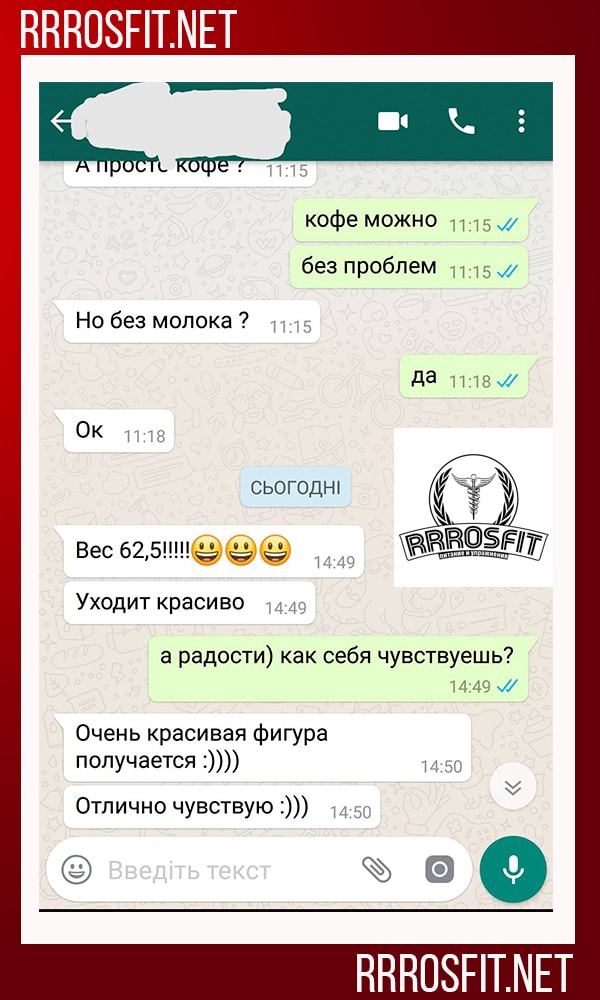 RRROSFIT.NET
А просто кофе ? 11:15
кофе можно 11:15
без проблем 11:15
Но без молока ? 11:15
да 11:18
Ок 11:18
СЬОГОДНІ
RRROSFIT
питания и упражнения
Вес 62,5!!!!!😃😃😃 14:49
Уходит красиво 14:49
а радости) как себя чувствуешь?
14:49
Очень красивая фигура
получается :)))) 14:50
Отлично чувствую :))) 14:50
Введіть текст
RRROSFIT.NET